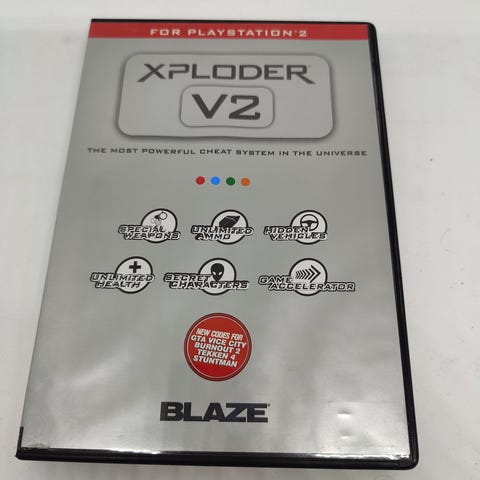 FOR PLAYSTATION®2
XPLODER
V2
THE MOST POWERFUL CHEAT SYSTEM IN THE UNIVERSE
SPECIAL WEAPONS
UNLIMITED AMMO
HIDDEN VEHICLES
UNLIMITED HEALTH
SECRET CHARACTERS
GAME ACCELERATOR
NEW CODES FOR
GTA VICE CITY
BURNOUT 2
TEKKEN 4
STUNTMAN
BLAZE